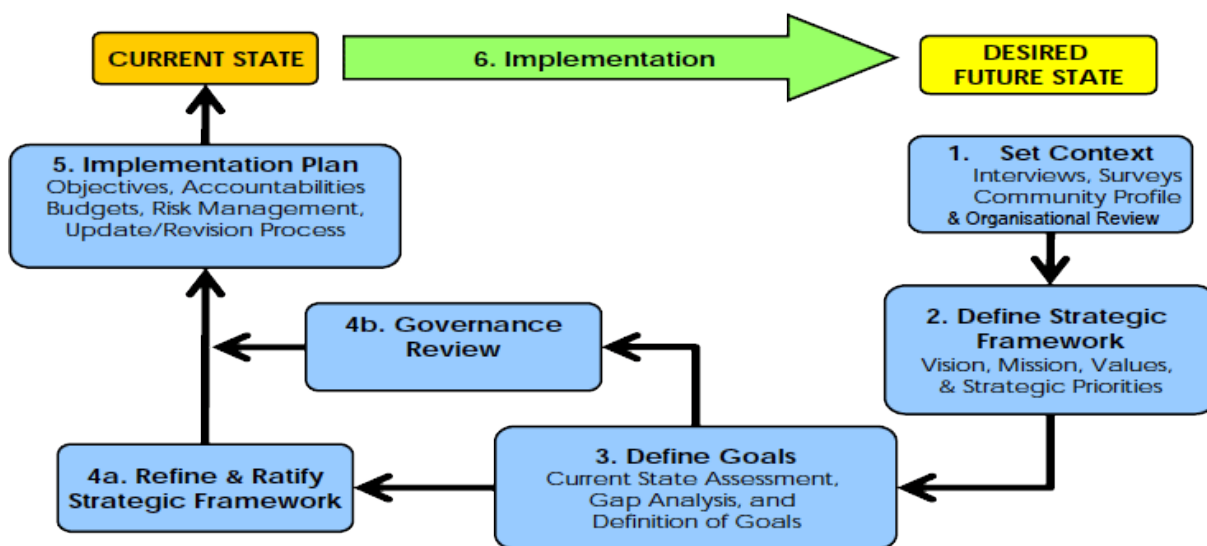 CURRENT STATE
6. Implementation
DESIRED
FUTURE STATE
5. Implementation Plan
Objectives, Accountabilities
Budgets, Risk Management,
Update/Revision Process
1. Set Context
Interviews, Surveys
Community Profile
& Organisational Review
4b. Governance
Review
2. Define Strategic
Framework
Vision, Mission, Values,
& Strategic Priorities
4a. Refine & Ratify
Strategic Framework
3. Define Goals
Current State Assessment,
Gap Analysis, and
Definition of Goals